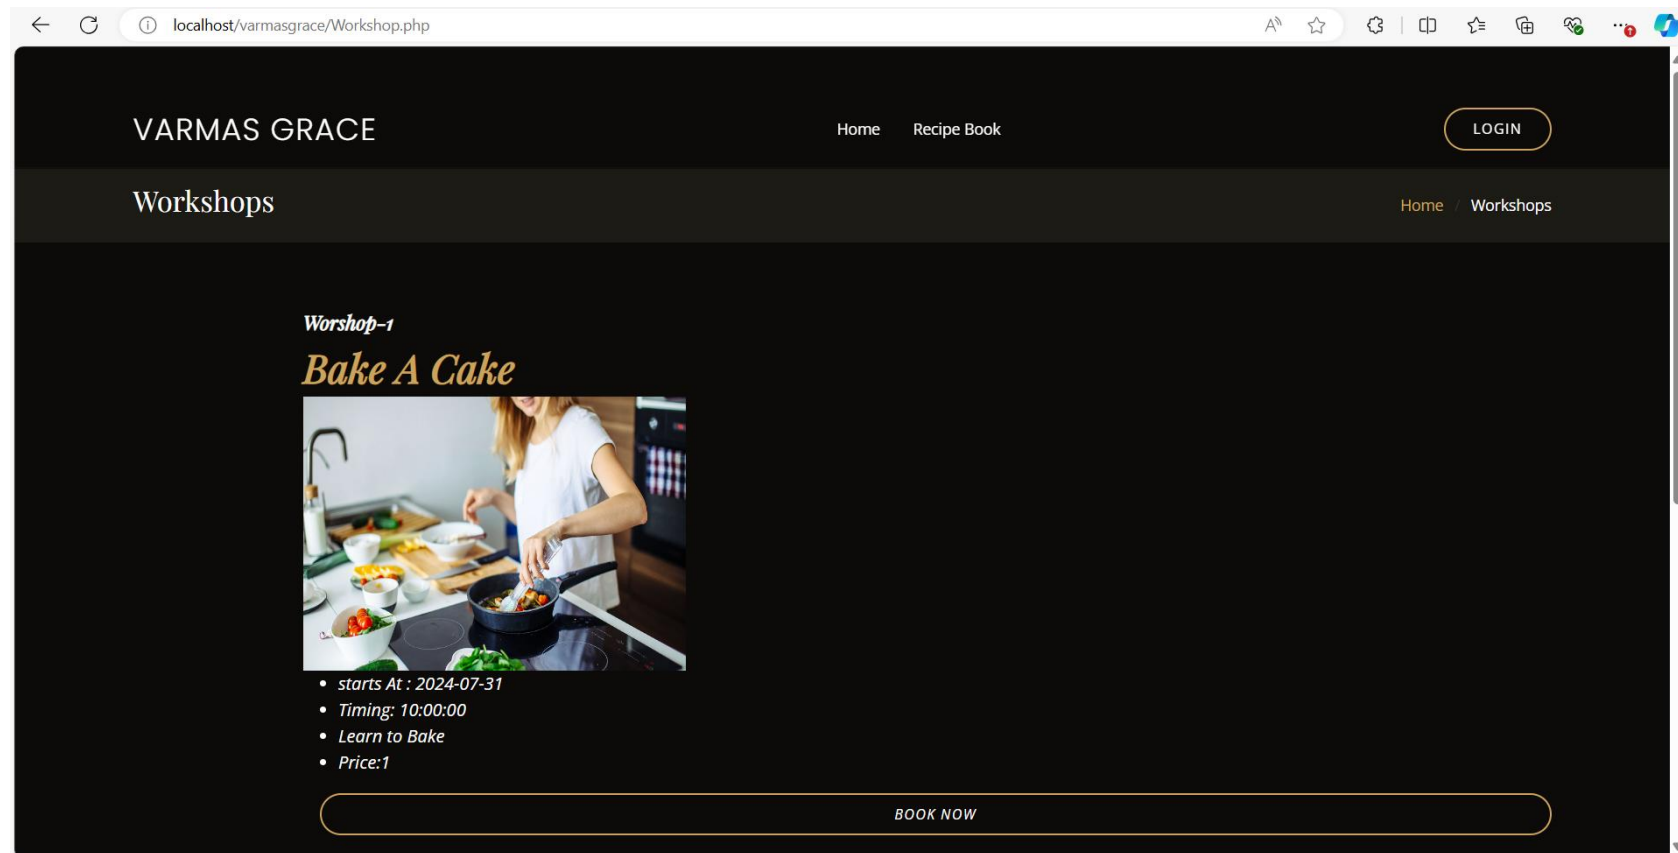 localhost/varmasgrace/Workshop.php
VARMAS GRACE Home Recipe Book LOGIN
Workshops Home / Workshops
Worshop-1
Bake A Cake
starts At : 2024-07-31
Timing: 10:00:00
Learn to Bake
Price:1
BOOK NOW